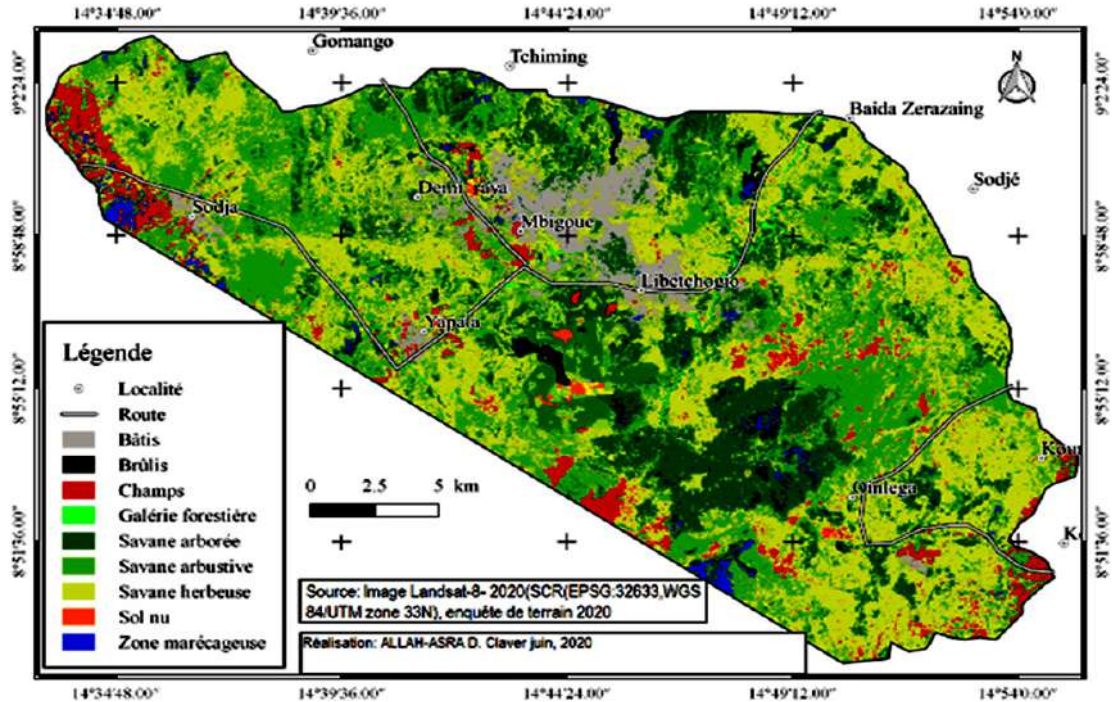 14°34'48.00" 14°39'36.00" 14°44'24.00" 14°49'12.00" 14°54'0.00"
9°2'24.00" 9°2'24.00"
8°58'48.00" 8°58'48.00"
8°55'12.00" 8°55'12.00"
8°51'36.00" 8°51'36.00"
Gomango
Tchiming
N
Baida Zerazaing
Sodjé
Sodja
Mbigoue
Libetchogio
Yapata
Légende
Localité
Route
Bâtis
Brûlis
Champs
Galérie forestière
Savane arborée
Savane arbustive
Savane herbeuse
Sol nu
Zone marécageuse
0 2.5 5 km
Source: Image Landsat-8- 2020(SCR(EPSG:32633,WGS
84/UTM zone 33N), enquête de terrain 2020
Réalisation: ALLAH-ASRA D. Claver juin, 2020
14°34'48.00" 14°39'36.00" 14°44'24.00" 14°49'12.00" 14°54'0.00"